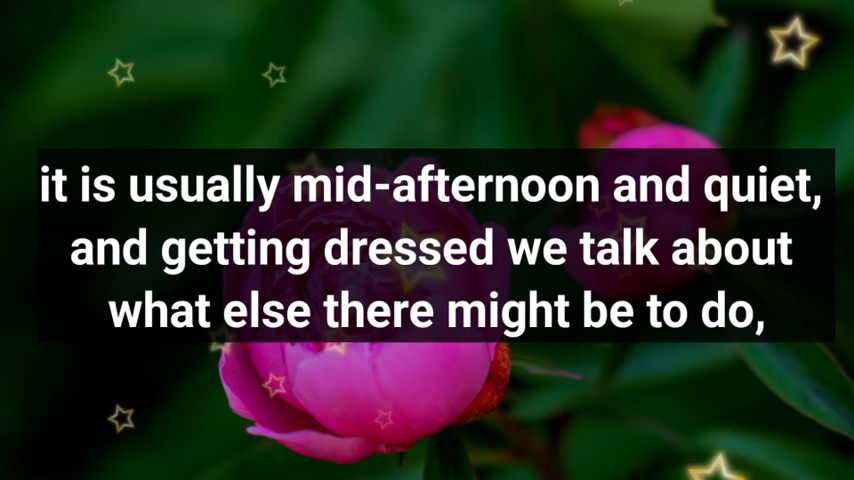 it is usually mid-afternoon and quiet,
and getting dressed we talk about
what else there might be to do,